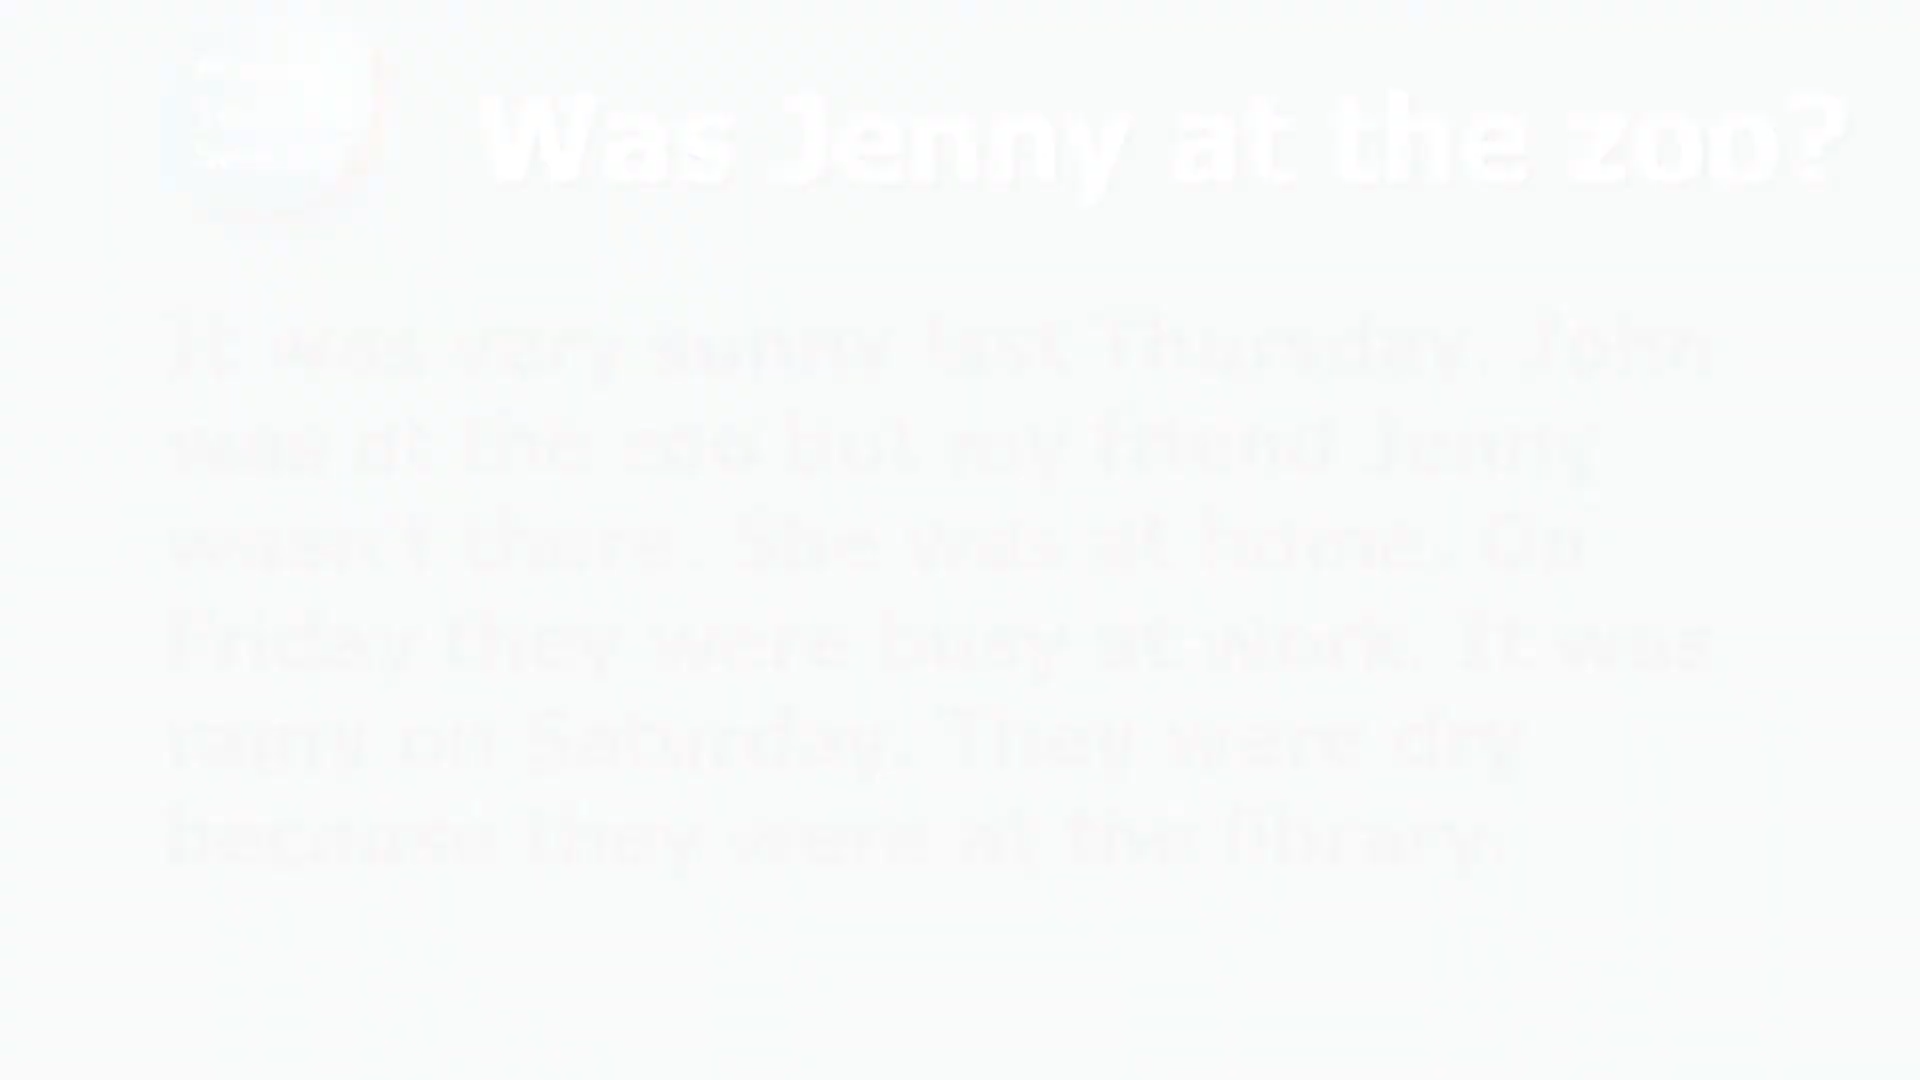 Was Jenny at the zoo?
It was very sunny last Thursday. John
was at the zoo but my friend Jenny
wasn't there. She was at home. On
Friday they were busy at work. It was
rainy on Saturday. They were dry
because they were at the library.